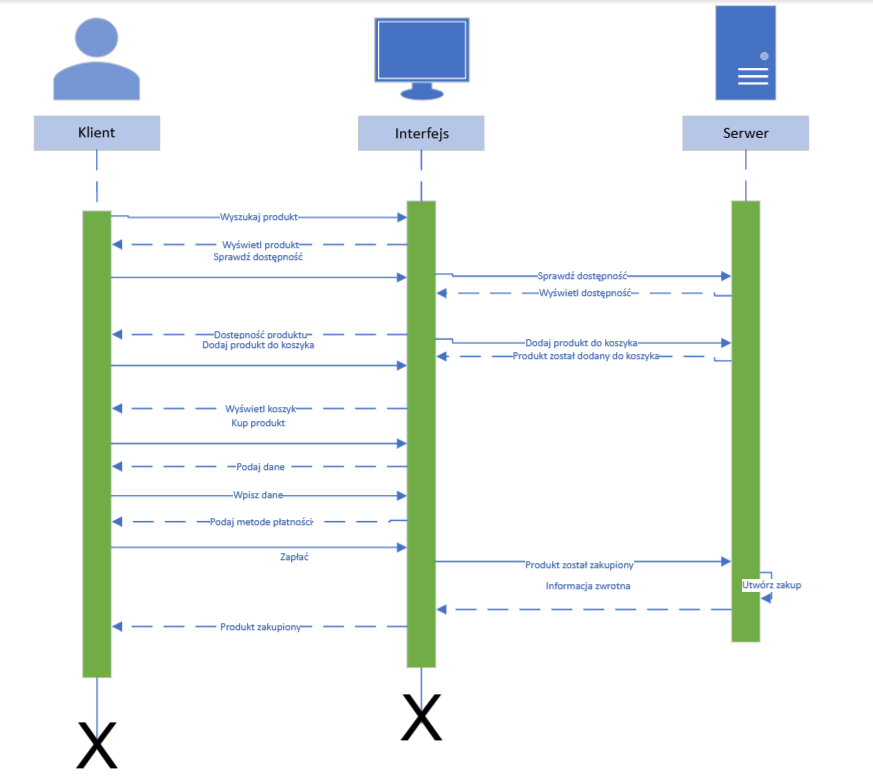 Klient
Interfejs
Serwer
Wyszukaj produkt
Wyświetl produkt
Sprawdź dostępność
Sprawdź dostępność
Wyświetl dostępność
Dostępność produktu
Dodaj produkt do koszyka
Dodaj produkt do koszyka
Produkt został dodany do koszyka
Wyświetl koszyk
Kup produkt
Podaj dane
Wpisz dane
Podaj metode płatności
Zapłać
Produkt został zakupiony
Informacja zwrotna
Utwórz zakup
Produkt zakupiony
X
X